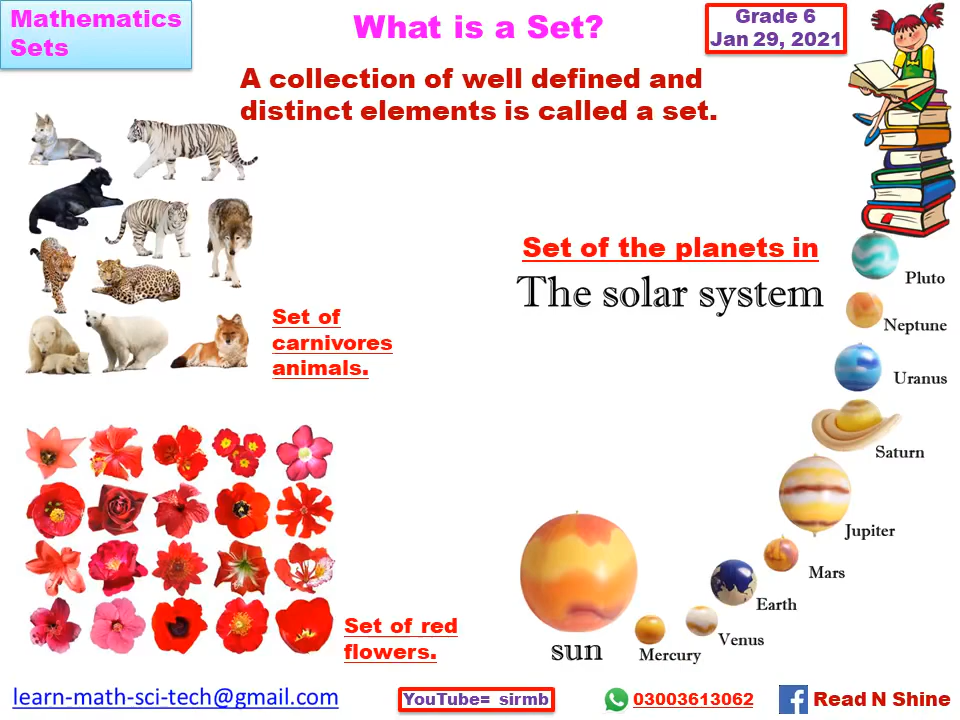 Mathematics
Sets
What is a Set?
Grade 6
Jan 29, 2021
A collection of well defined and
distinct elements is called a set.
Set of
carnivores
animals.
Set of the planets in
The solar system
Pluto
Neptune
Uranus
Saturn
Jupiter
Mars
Earth
Venus
Mercury
sun
Set of red
flowers.
learn-math-sci-tech@gmail.com
YouTube= sirmb
03003613062
f Read N Shine